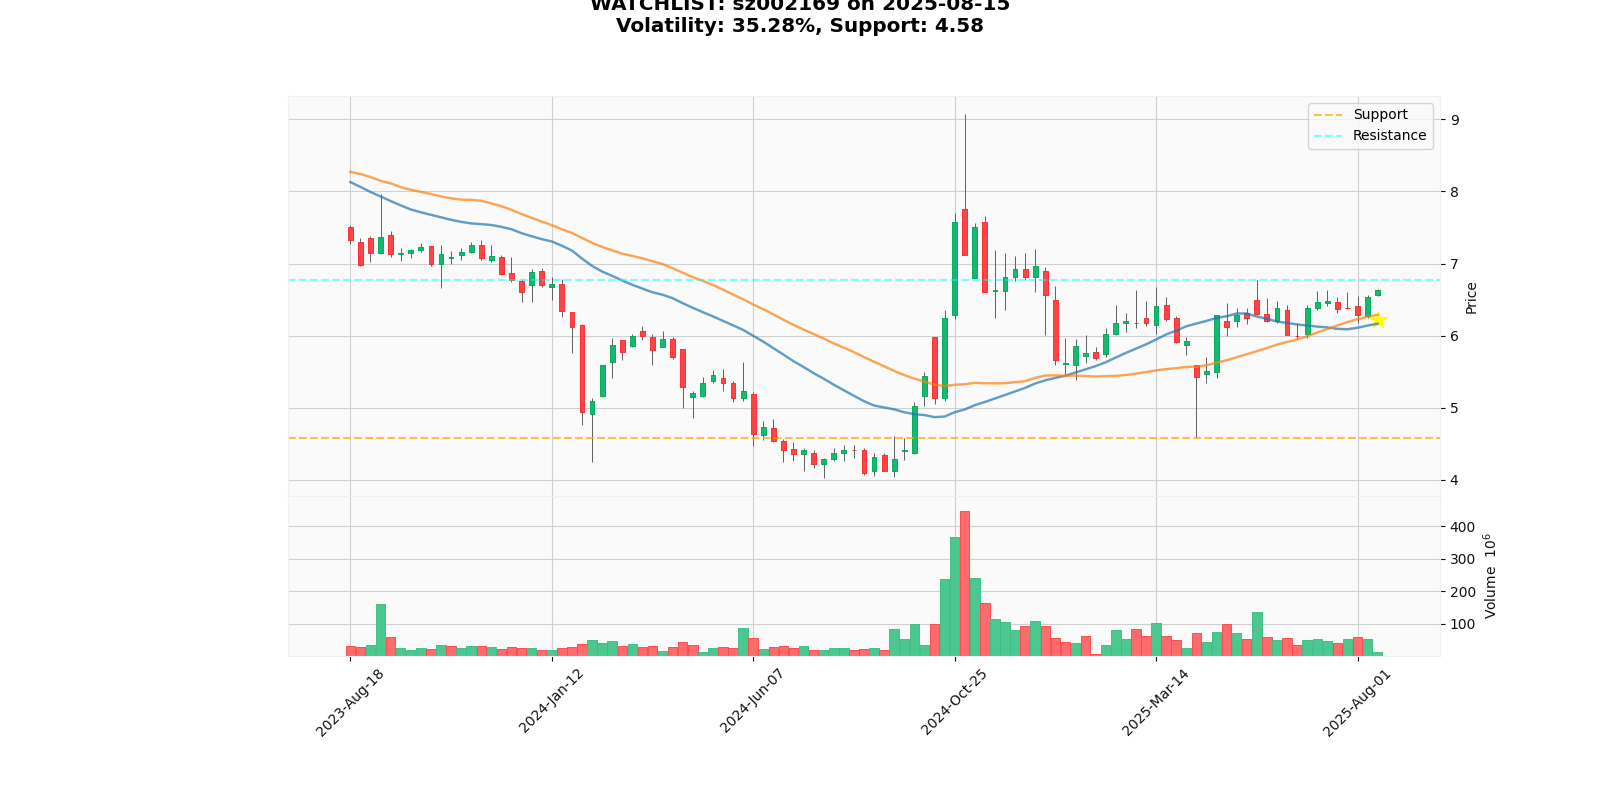 WATCHLIST: sz002169 on 2025-08-15
Volatility: 35.28%, Support: 4.58
Support
Resistance
9
8
7
6
5
4
Price
400
300
200
100
Volume 10^6
2023-Aug-18
2024-Jan-12
2024-Jun-07
2024-Oct-25
2025-Mar-14
2025-Aug-01